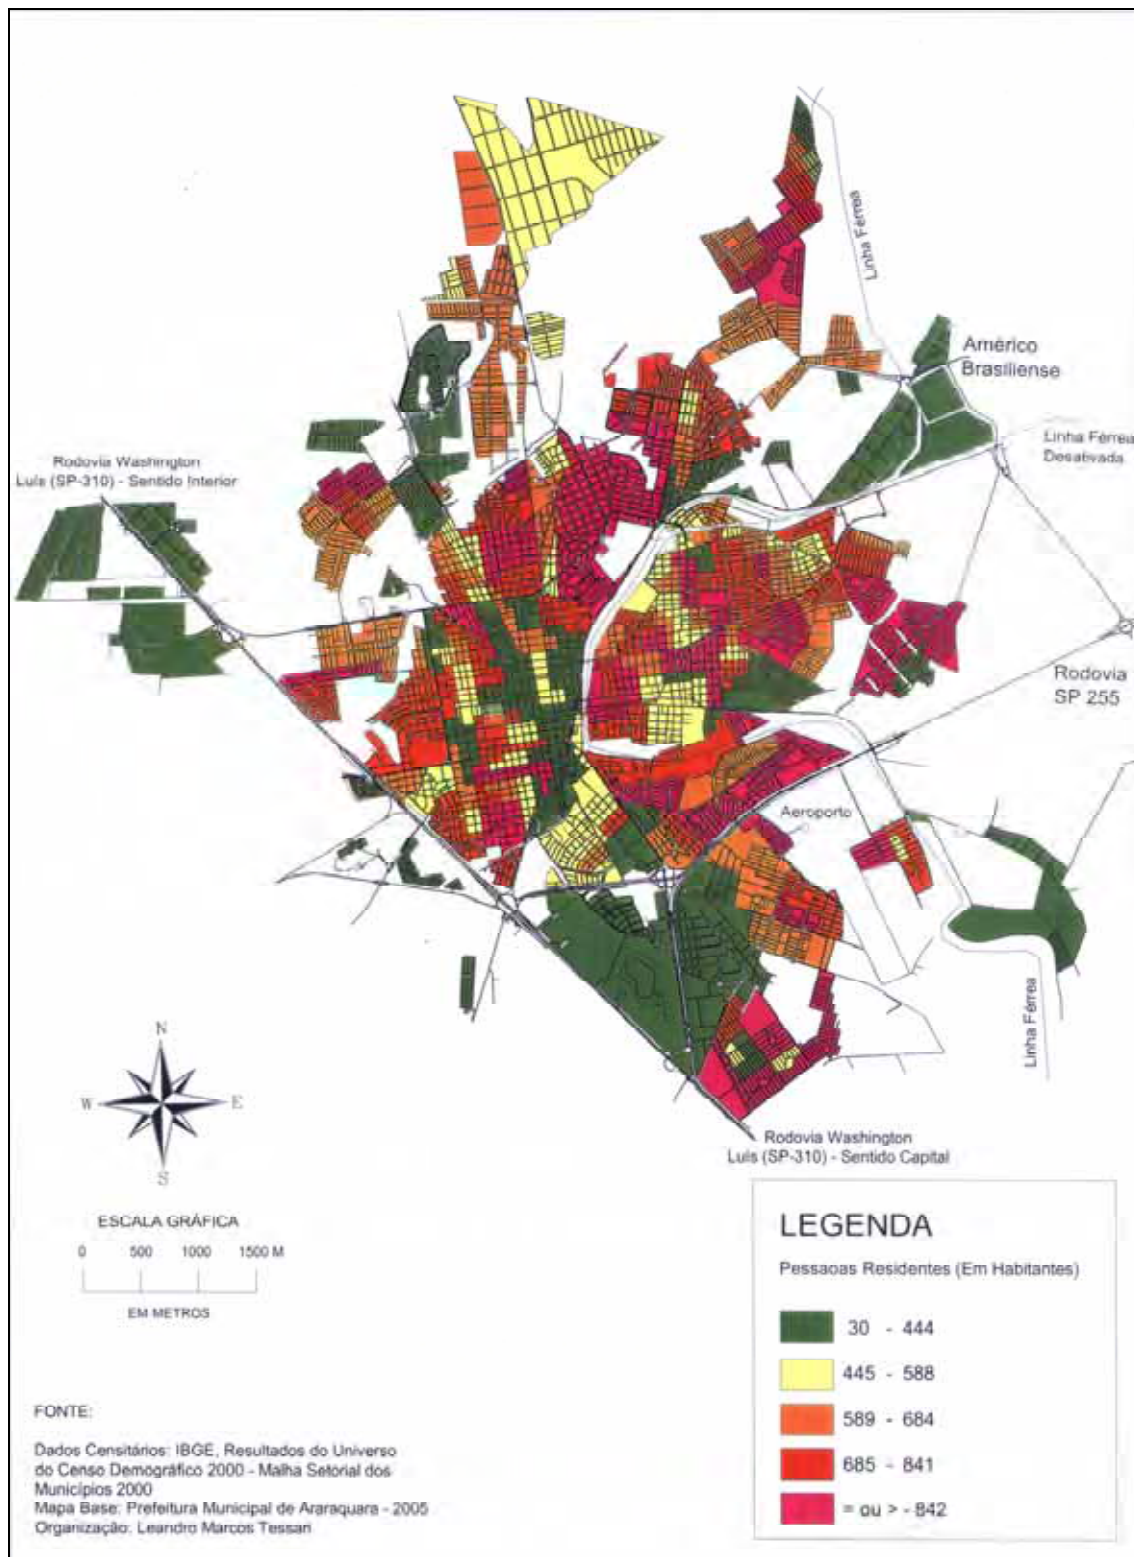 Linha Férrea
Américo
Brasiliense
Linha Férrea
Desativada
Rodovia Washington
Luís (SP-310) - Sentido Interior
Rodovia
SP 255
Aeroporto
Linha Férrea
N
W
E
S
Rodovia Washington
Luís (SP-310) - Sentido Capital
ESCALA GRÁFICA
0 500 1000 1500 M
EM METROS
LEGENDA
Pessaoas Residentes (Em Habitantes)
30 - 444
445 - 588
589 - 684
685 - 841
= ou > - 842
FONTE:
Dados Censitários: IBGE, Resultados do Universo
do Censo Demográfico 2000 - Malha Setorial dos
Municípios 2000
Mapa Base: Prefeitura Municipal de Araraquara - 2005
Organização: Leandro Marcos Tessari